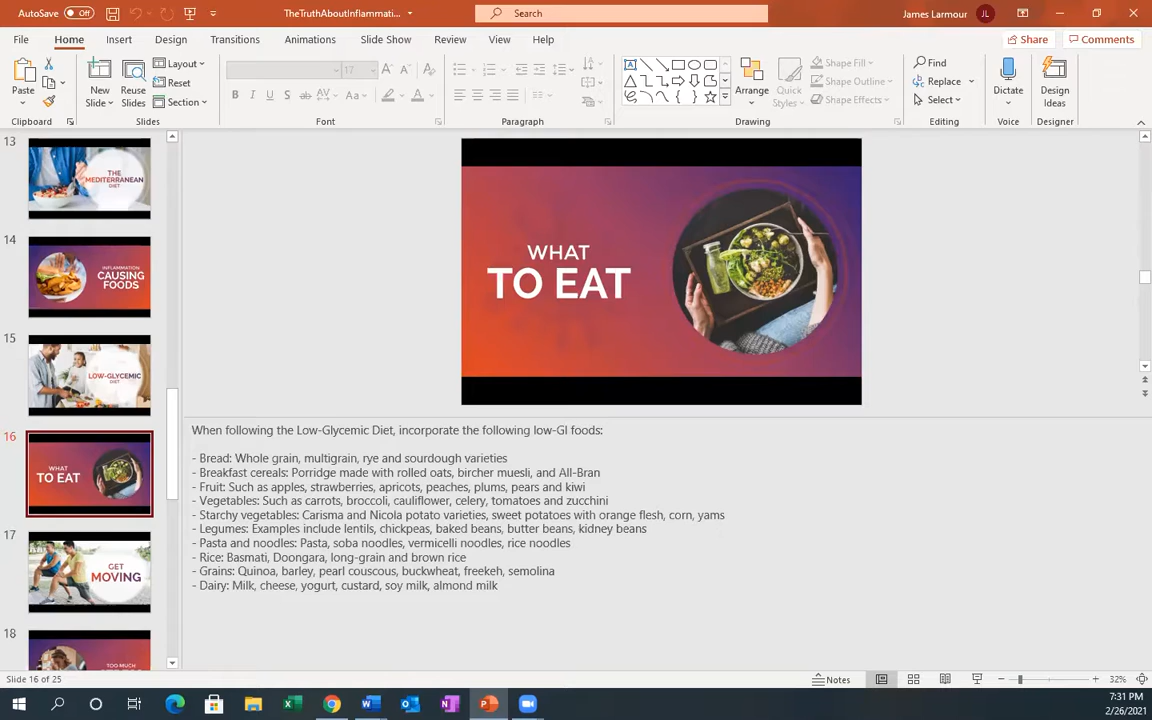 AutoSave Off TheTruthAboutInflammati... Search James Larmour JL
File Home Insert Design Transitions Animations Slide Show Review View Help Share Comments
Paste New Slides Reuse Slides Layout Reset Section
17
B I U S ab AV Aa A
Arrange Quick Styles Shape Fill Shape Outline Shape Effects
Find Replace Select Dictate Design Ideas
Clipboard Slides Font Paragraph Drawing Editing Voice Designer
13
THE
MEDITERRANEAN
DIET
14
INFLAMMATION
CAUSING
FOODS
15
LOW-GLYCEMIC
DIET
16
WHAT
TO EAT
17
GET
MOVING
18
TOO MUCH
WHAT
TO EAT
When following the Low-Glycemic Diet, incorporate the following low-GI foods:
- Bread: Whole grain, multigrain, rye and sourdough varieties
- Breakfast cereals: Porridge made with rolled oats, bircher muesli, and All-Bran
- Fruit: Such as apples, strawberries, apricots, peaches, plums, pears and kiwi
- Vegetables: Such as carrots, broccoli, cauliflower, celery, tomatoes and zucchini
- Starchy vegetables: Carisma and Nicola potato varieties, sweet potatoes with orange flesh, corn, yams
- Legumes: Examples include lentils, chickpeas, baked beans, butter beans, kidney beans
- Pasta and noodles: Pasta, soba noodles, vermicelli noodles, rice noodles
- Rice: Basmati, Doongara, long-grain and brown rice
- Grains: Quinoa, barley, pearl couscous, buckwheat, freekeh, semolina
- Dairy: Milk, cheese, yogurt, custard, soy milk, almond milk
Slide 16 of 25 Notes 32%
7:31 PM
2/26/2021